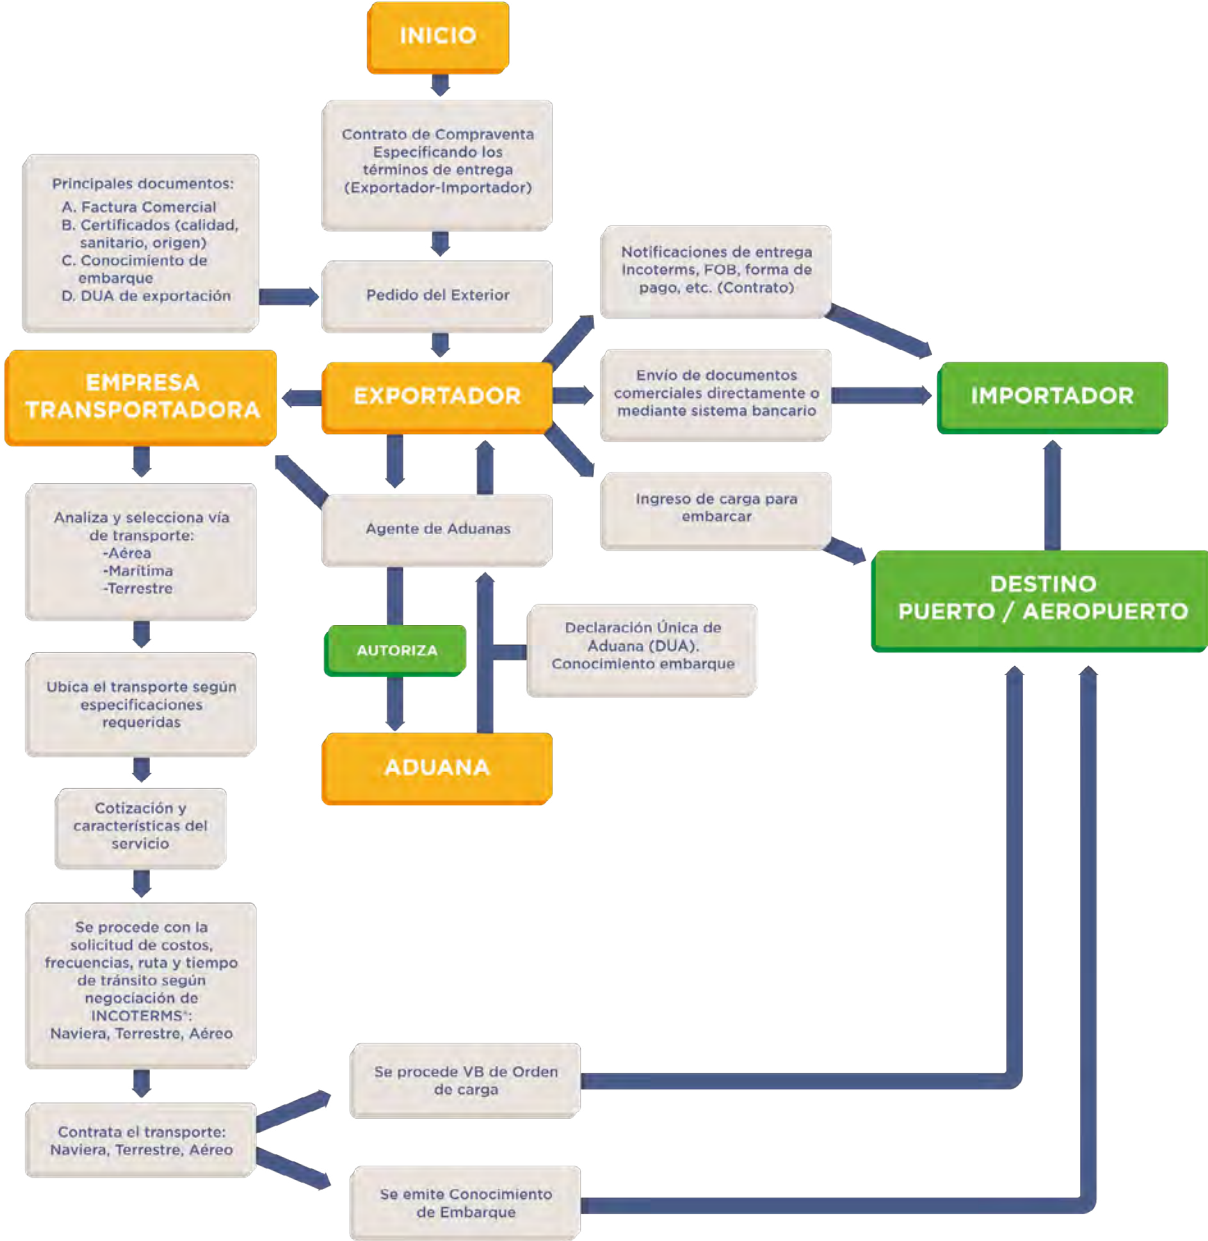 INICIO
Contrato de Compraventa
Especificando los
términos de entrega
(Exportador-Importador)
Principales documentos:
A. Factura Comercial
B. Certificados (calidad,
sanitario, origen)
C. Conocimiento de
embarque
D. DUA de exportación
Pedido del Exterior
Notificaciones de entrega
Incoterms, FOB, forma de
pago, etc. (Contrato)
EMPRESA
TRANSPORTADORA
EXPORTADOR
Envío de documentos
comerciales directamente o
mediante sistema bancario
IMPORTADOR
Analiza y selecciona vía
de transporte:
-Aérea
-Marítima
-Terrestre
Agente de Aduanas
Ingreso de carga para
embarcar
DESTINO
PUERTO / AEROPUERTO
AUTORIZA
Declaración Única de
Aduana (DUA).
Conocimiento embarque
Ubica el transporte según
especificaciones
requeridas
ADUANA
Cotización y
características del
servicio
Se procede con la
solicitud de costos,
frecuencias, ruta y tiempo
de tránsito según
negociación de
INCOTERMS®:
Naviera, Terrestre, Aéreo
Se procede VB de Orden
de carga
Contrata el transporte:
Naviera, Terrestre, Aéreo
Se emite Conocimiento
de Embarque